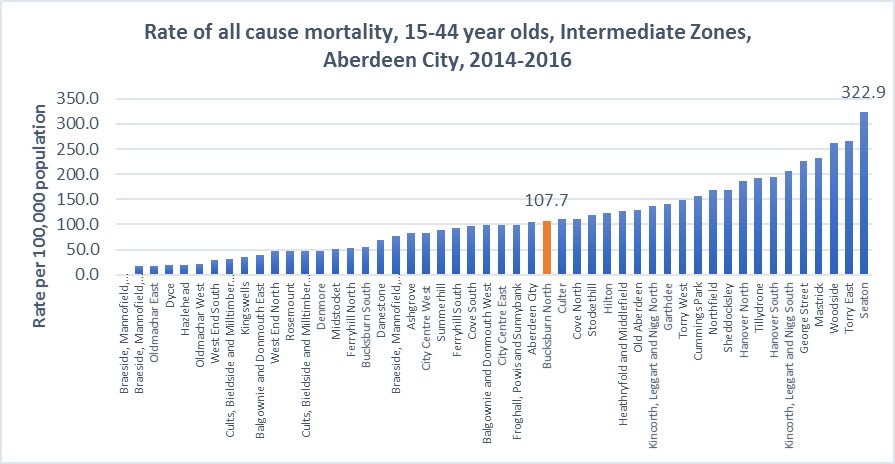 Rate of all cause mortality, 15-44 year olds, Intermediate Zones,
Aberdeen City, 2014-2016
Rate per 100,000 population
350.0
300.0
250.0
200.0
150.0
100.0
50.0
0.0
107.7
322.9
Braeside, Mannofield,...
Braeside, Mannofield,...
Oldmachar East
Dyce
Hazlehead
Oldmachar West
West End South
Cults, Bieldside and Milltimber...
Kingswells
Balgownie and Donmouth East
West End North
Rosemount
Cults, Bieldside and Milltimber...
Denmore
Midstocket
Ferryhill North
Bucksburn South
Danestone
Braeside, Mannofield,...
Ashgrove
City Centre West
Summerhill
Ferryhill South
Cove South
Balgownie and Donmouth West
City Centre East
Froghall, Powis and Sunnybank
Aberdeen City
Bucksburn North
Culter
Cove North
Stockethill
Hilton
Heathryfold and Middlefield
Old Aberdeen
Kincorth, Leggart and Nigg North
Garthdee
Torry West
Cummings Park
Northfield
Sheddocksley
Hanover North
Tillydrone
Hanover South
Kincorth, Leggart and Nigg South
George Street
Mastrick
Woodside
Torry East
Seaton